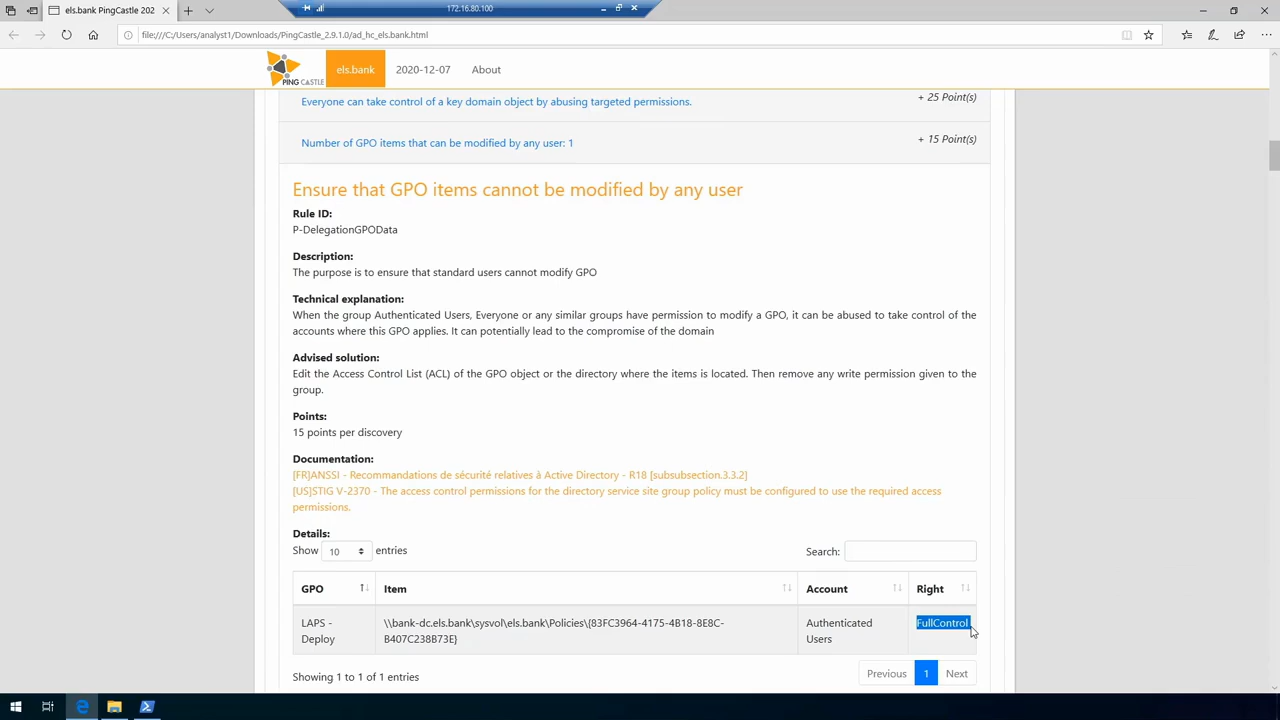 els.bank PingCastle 202
172.16.80.100
file:///C:/Users/analyst1/Downloads/PingCastle_2.9.1.0/ad_hc_els.bank.html
PING CASTLE
els.bank
2020-12-07
About
Everyone can take control of a key domain object by abusing targeted permissions.
+ 25 Point(s)
Number of GPO items that can be modified by any user: 1
+ 15 Point(s)
Ensure that GPO items cannot be modified by any user
Rule ID:
P-DelegationGPOData
Description:
The purpose is to ensure that standard users cannot modify GPO
Technical explanation:
When the group Authenticated Users, Everyone or any similar groups have permission to modify a GPO, it can be abused to take control of the
accounts where this GPO applies. It can potentially lead to the compromise of the domain
Advised solution:
Edit the Access Control List (ACL) of the GPO object or the directory where the items is located. Then remove any write permission given to the
group.
Points:
15 points per discovery
Documentation:
[FR]ANSSI - Recommandations de sécurité relatives à Active Directory - R18 [subsubsection.3.3.2]
[US]STIG V-2370 - The access control permissions for the directory service site group policy must be configured to use the required access
permissions.
Details:
Show 10 entries
Search:
GPO
Item
Account
Right
LAPS -
Deploy
\\bank-dc.els.bank\sysvol\els.bank\Policies\{83FC3964-4175-4B18-8E8C-
B407C238B73E}
Authenticated
Users
FullControl
Showing 1 to 1 of 1 entries
Previous
1
Next